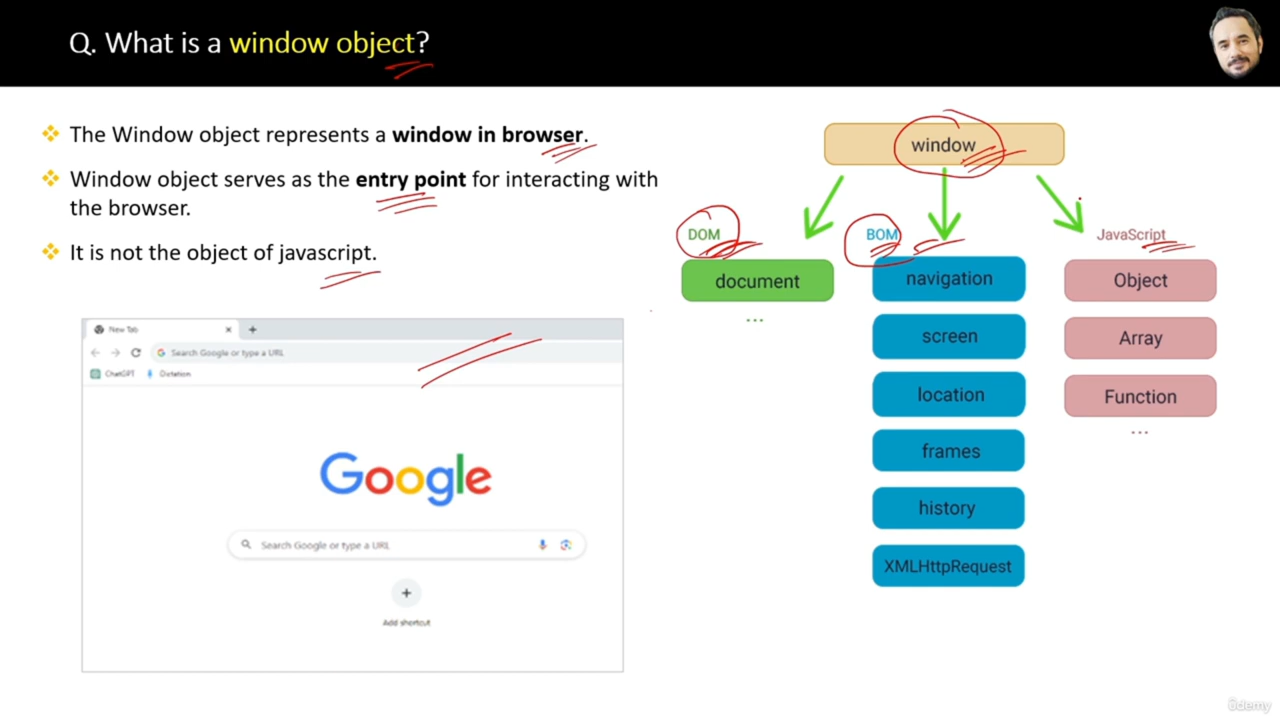 Q. What is a window object?
❖ The Window object represents a window in browser.
❖ Window object serves as the entry point for interacting with
the browser.
❖ It is not the object of javascript.
New Tab
Search Google or type a URL
ChatGPT Dictation
Google
Search Google or type a URL
Add shortcut
window
DOM
document
...
BOM
navigation
screen
location
frames
history
XMLHttpRequest
JavaScript
Object
Array
Function
...
ûdemy